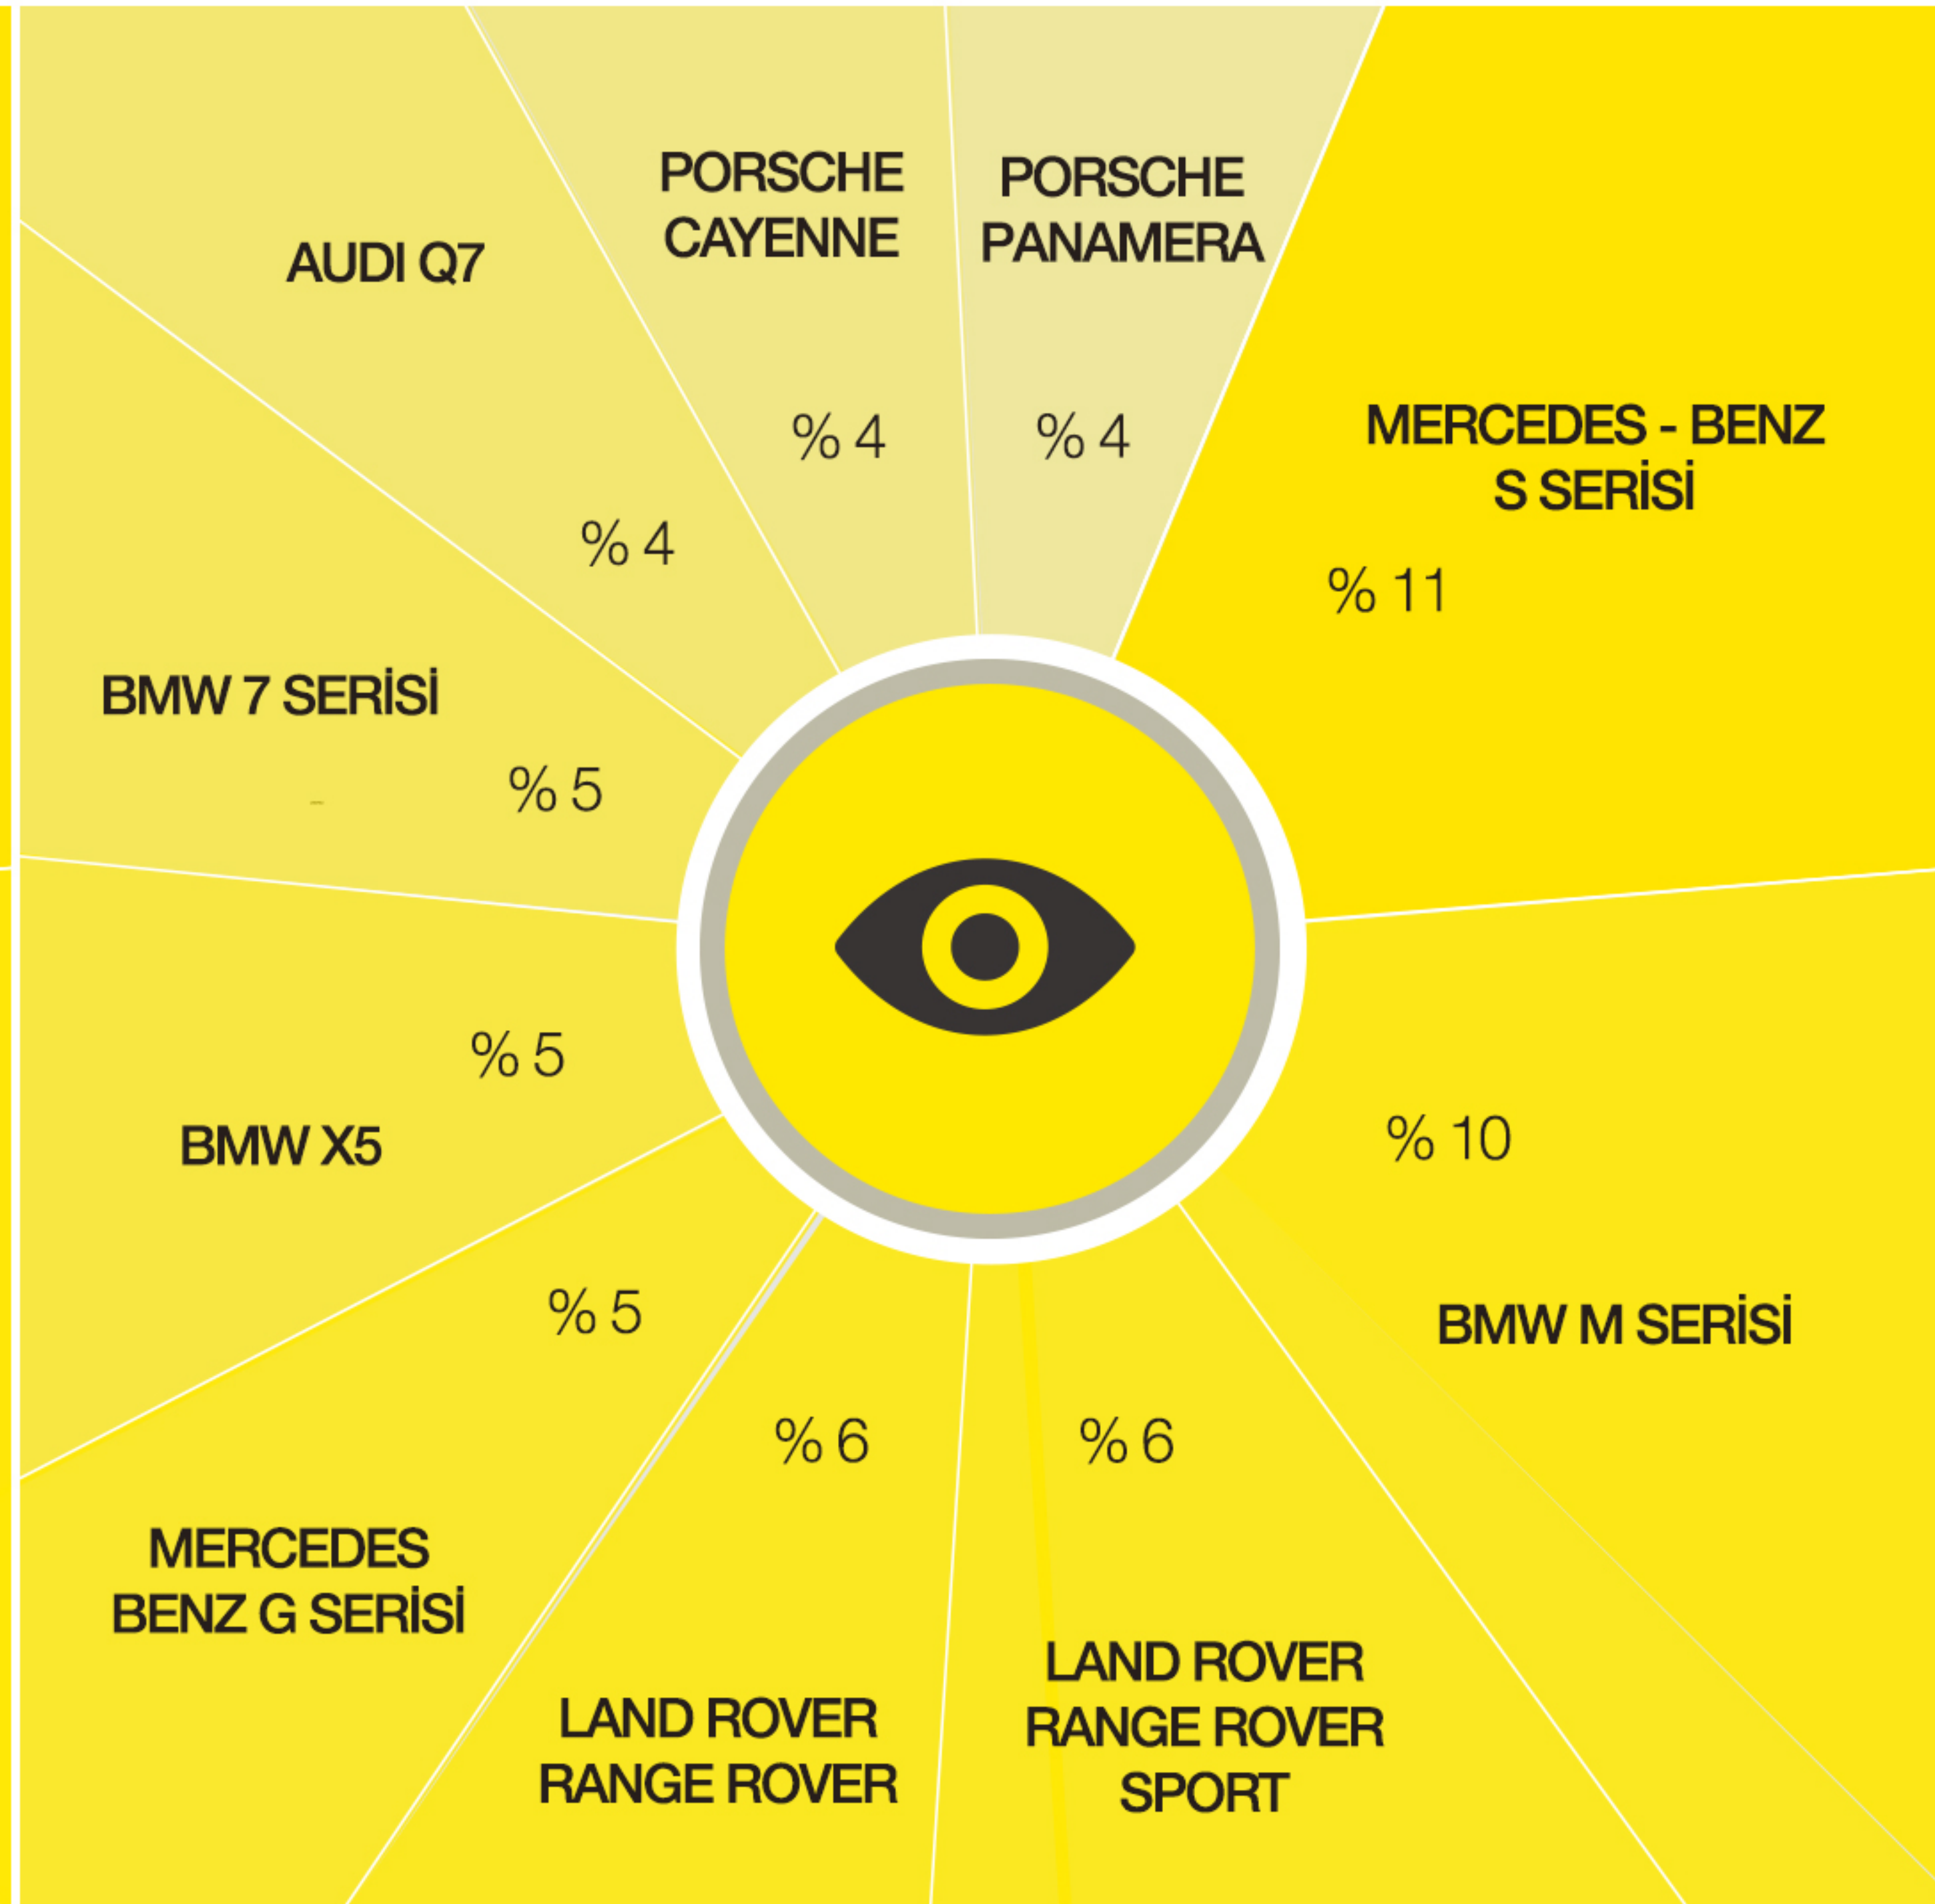 PORSCHE
CAYENNE
% 4
PORSCHE
PANAMERA
% 4
MERCEDES - BENZ
S SERİSİ
% 11
% 10
BMW M SERİSİ
% 6
LAND ROVER
RANGE ROVER
SPORT
% 6
LAND ROVER
RANGE ROVER
% 5
MERCEDES
BENZ G SERİSİ
% 5
BMW X5
BMW 7 SERİSİ
% 5
AUDI Q7
% 4